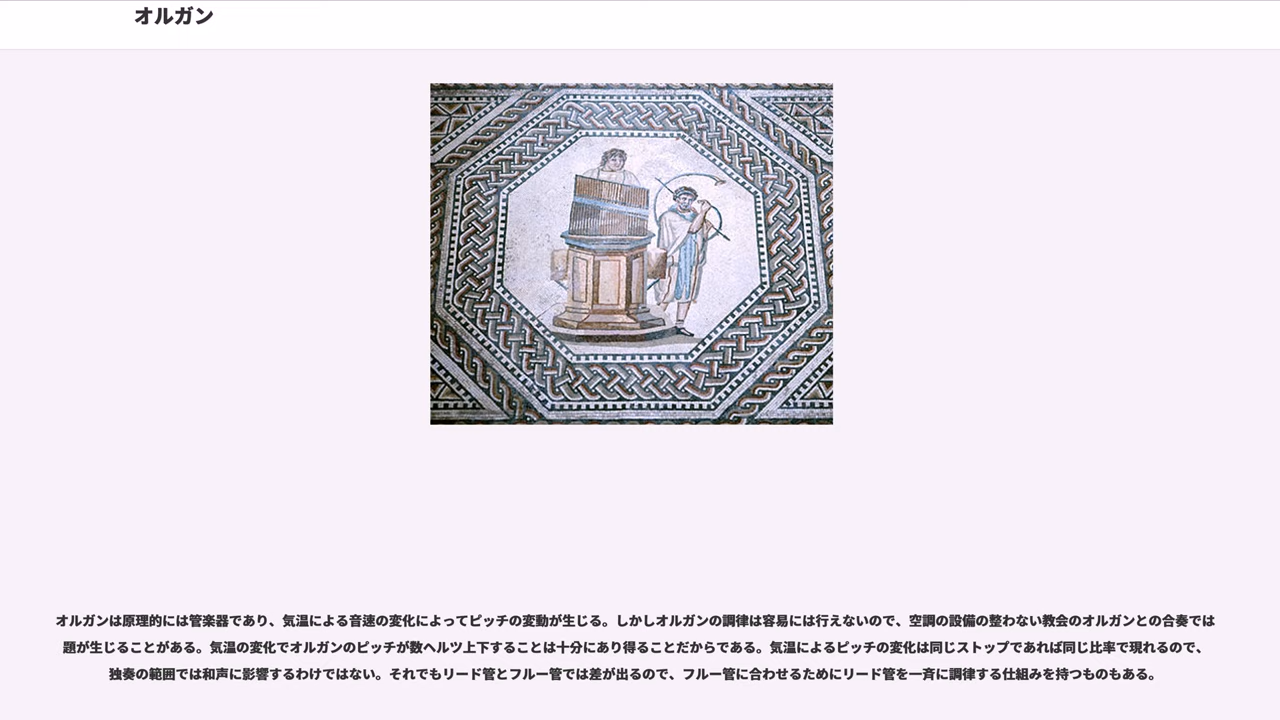 オルガン
オルガンは原理的には管楽器であり、気温による音速の変化によってピッチの変動が生じる。しかしオルガンの調律は容易には行えないので、空調の設備の整わない教会のオルガンとの合奏では
題が生じることがある。気温の変化でオルガンのピッチが数ヘルツ上下することは十分にあり得ることだからである。気温によるピッチの変化は同じストップであれば同じ比率で現れるので、
独奏の範囲では和声に影響するわけではない。それでもリード管とフルー管では差が出るので、フルー管に合わせるためにリード管を一斉に調律する仕組みを持つものもある。